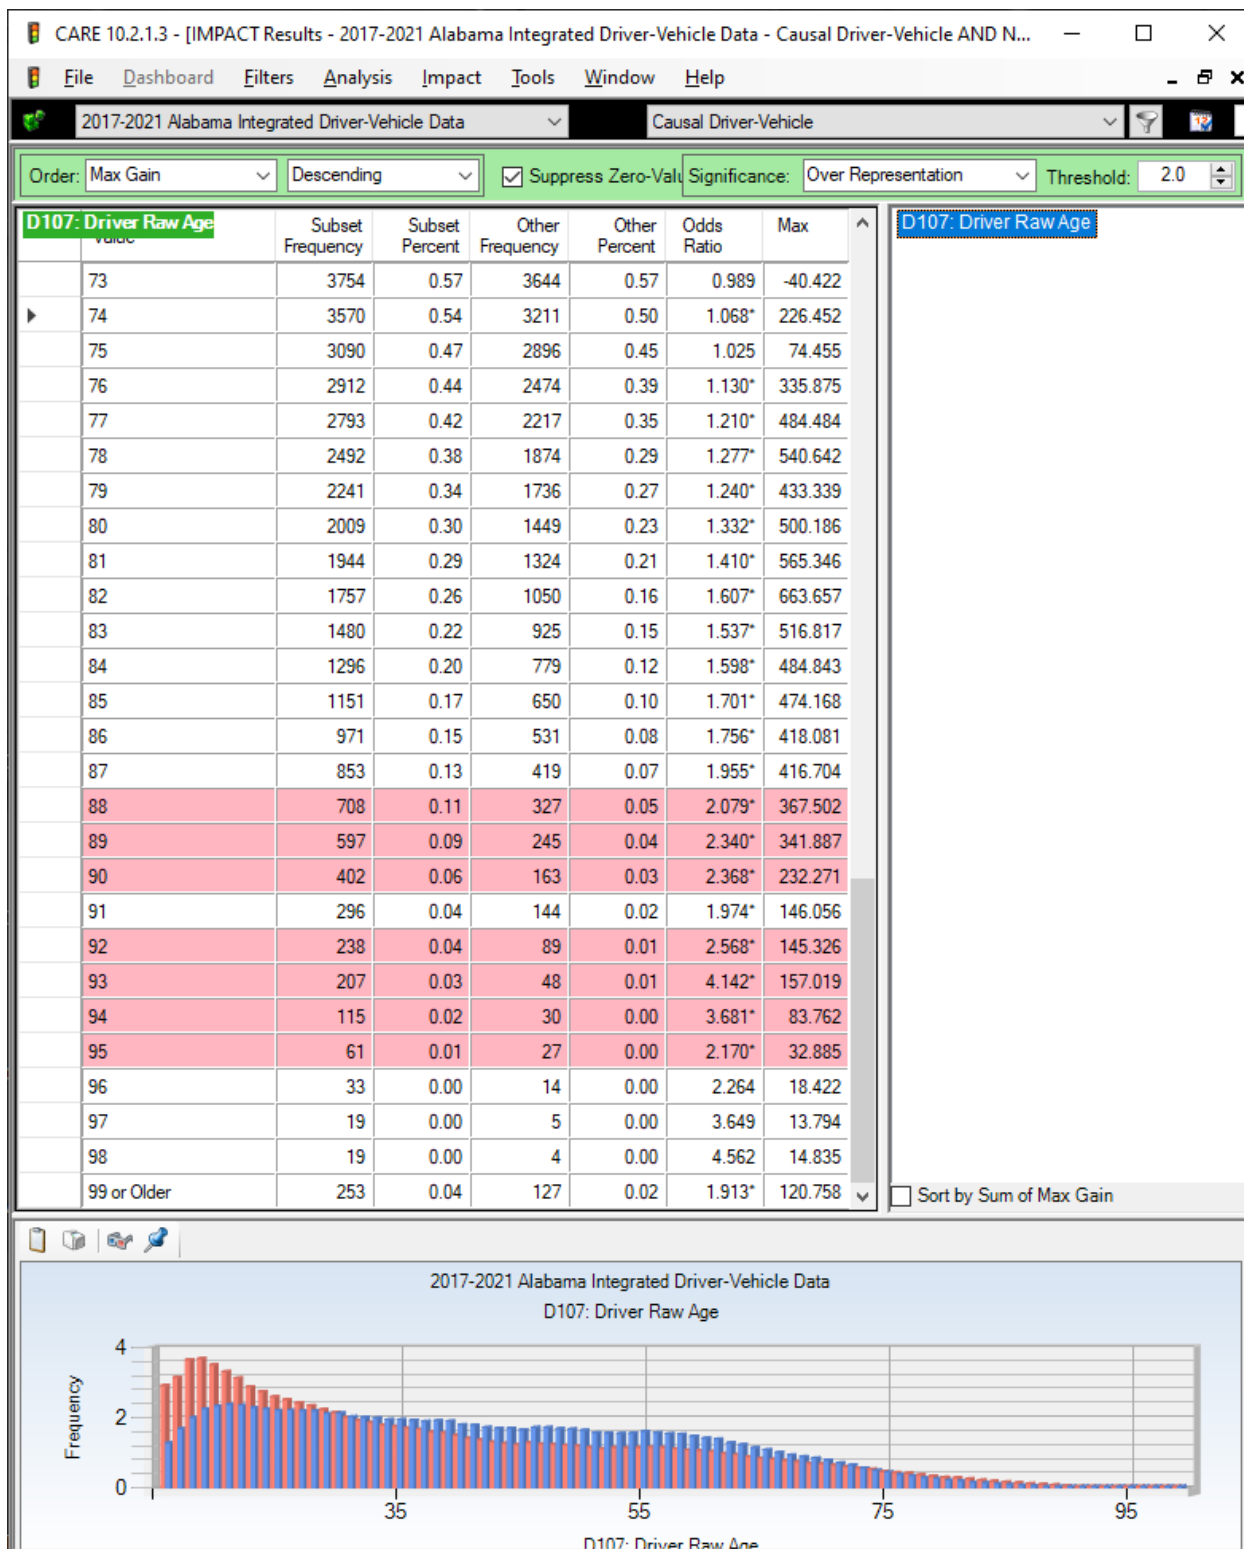 CARE 10.2.1.3 - [IMPACT Results - 2017-2021 Alabama Integrated Driver-Vehicle Data - Causal Driver-Vehicle AND N...
File Dashboard Filters Analysis Impact Tools Window Help
2017-2021 Alabama Integrated Driver-Vehicle Data Causal Driver-Vehicle
Order: Max Gain Descending Suppress Zero-Valu Significance: Over Representation Threshold: 2.0
D107: Driver Raw Age Subset Frequency Subset Percent Other Frequency Other Percent Odds Ratio Max
D107: Driver Raw Age
73 3754 0.57 3644 0.57 0.989 -40.422
74 3570 0.54 3211 0.50 1.068* 226.452
75 3090 0.47 2896 0.45 1.025 74.455
76 2912 0.44 2474 0.39 1.130* 335.875
77 2793 0.42 2217 0.35 1.210* 484.484
78 2492 0.38 1874 0.29 1.277* 540.642
79 2241 0.34 1736 0.27 1.240* 433.339
80 2009 0.30 1449 0.23 1.332* 500.186
81 1944 0.29 1324 0.21 1.410* 565.346
82 1757 0.26 1050 0.16 1.607* 663.657
83 1480 0.22 925 0.15 1.537* 516.817
84 1296 0.20 779 0.12 1.598* 484.843
85 1151 0.17 650 0.10 1.701* 474.168
86 971 0.15 531 0.08 1.756* 418.081
87 853 0.13 419 0.07 1.955* 416.704
88 708 0.11 327 0.05 2.079* 367.502
89 597 0.09 245 0.04 2.340* 341.887
90 402 0.06 163 0.03 2.368* 232.271
91 296 0.04 144 0.02 1.974* 146.056
92 238 0.04 89 0.01 2.568* 145.326
93 207 0.03 48 0.01 4.142* 157.019
94 115 0.02 30 0.00 3.681* 83.762
95 61 0.01 27 0.00 2.170* 32.885
96 33 0.00 14 0.00 2.264 18.422
97 19 0.00 5 0.00 3.649 13.794
98 19 0.00 4 0.00 4.562 14.835
99 or Older 253 0.04 127 0.02 1.913* 120.758
Sort by Sum of Max Gain
2017-2021 Alabama Integrated Driver-Vehicle Data
D107: Driver Raw Age
Frequency
4
2
0
35 55 75 95
D107: Driver Raw Age